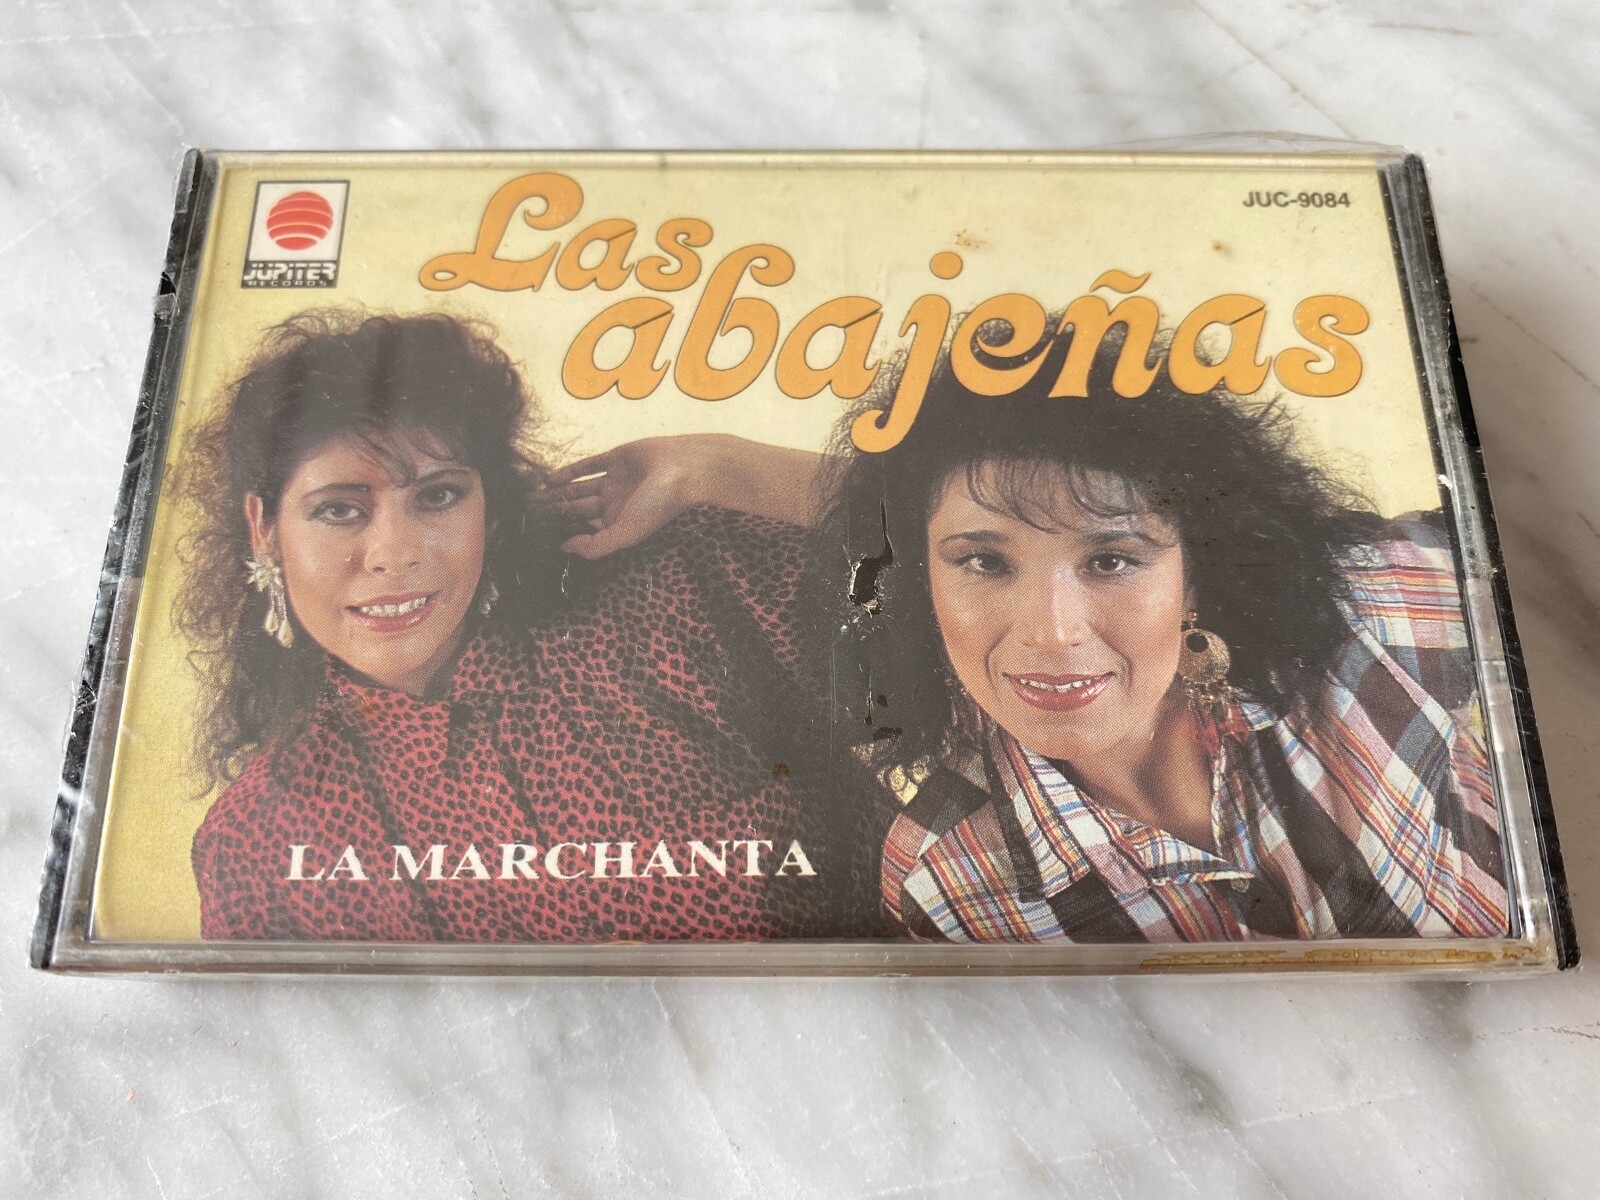 JUPITER
RECORDS
Las
abajeñas
JUC-9084
LA MARCHANTA